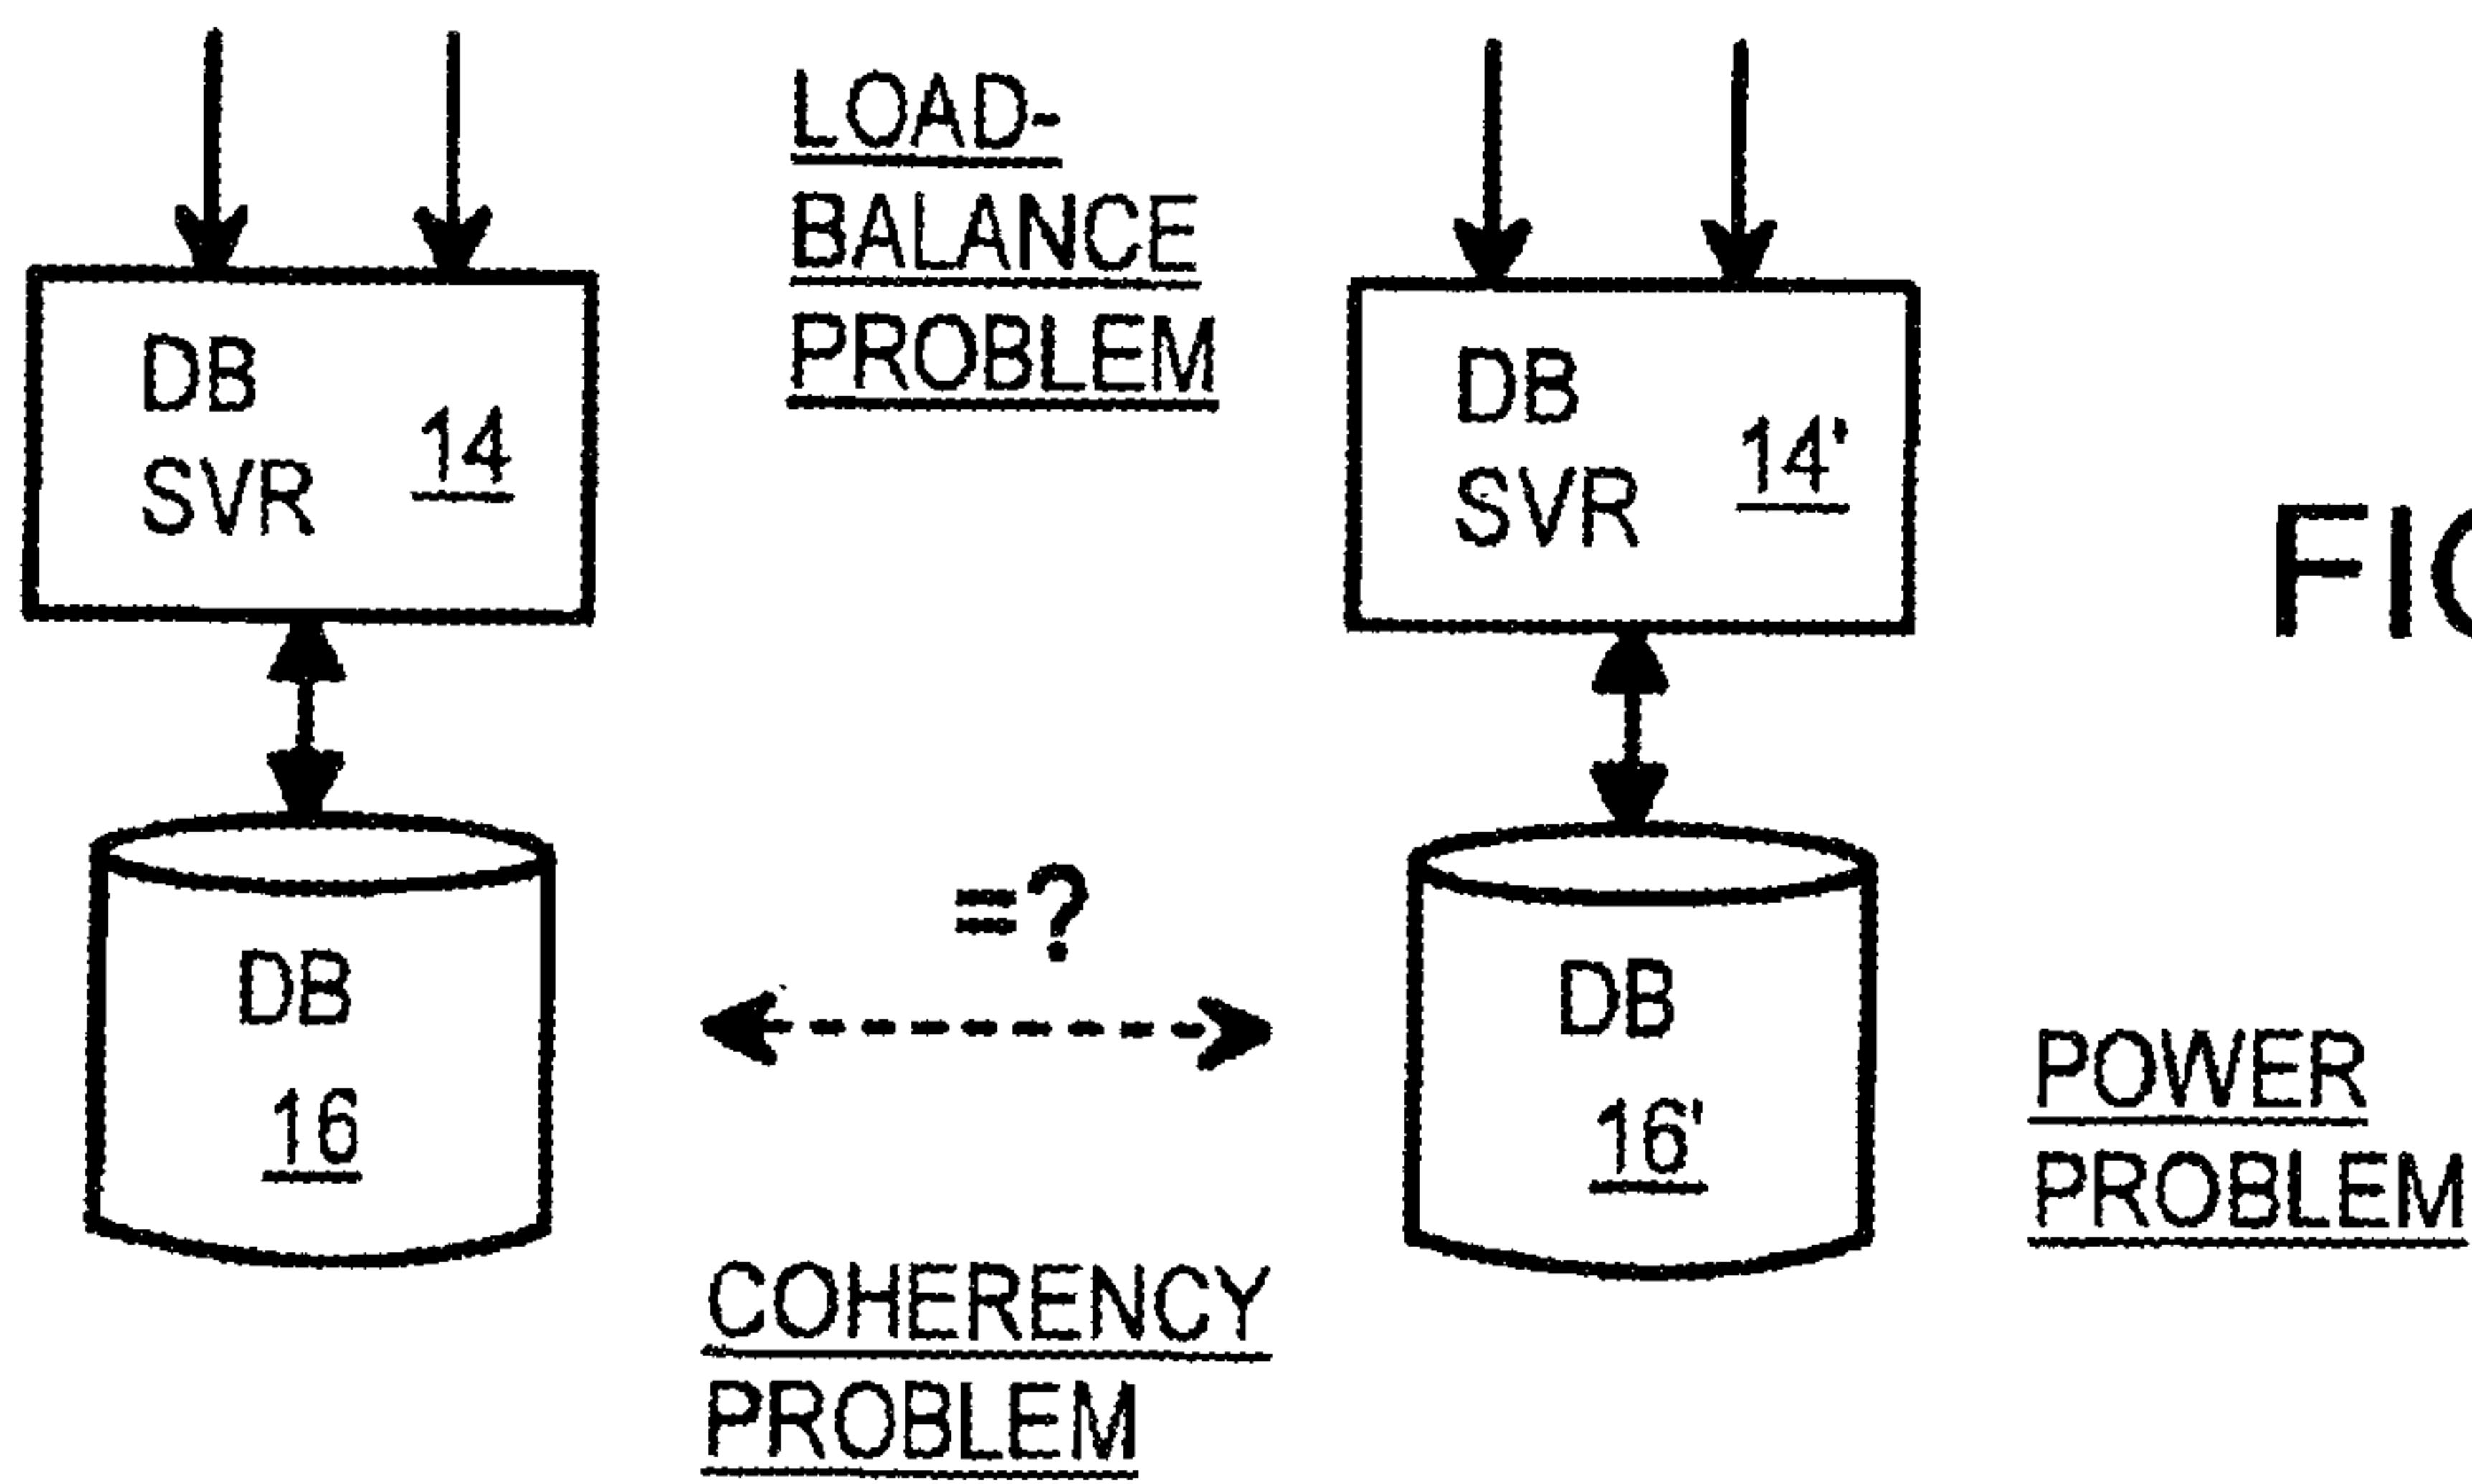 LOAD-
BALANCE
PROBLEM
DB
SVR
14
DB
SVR
14'
=?
DB
16
DB
16'
POWER
PROBLEM
COHERENCY
PROBLEM